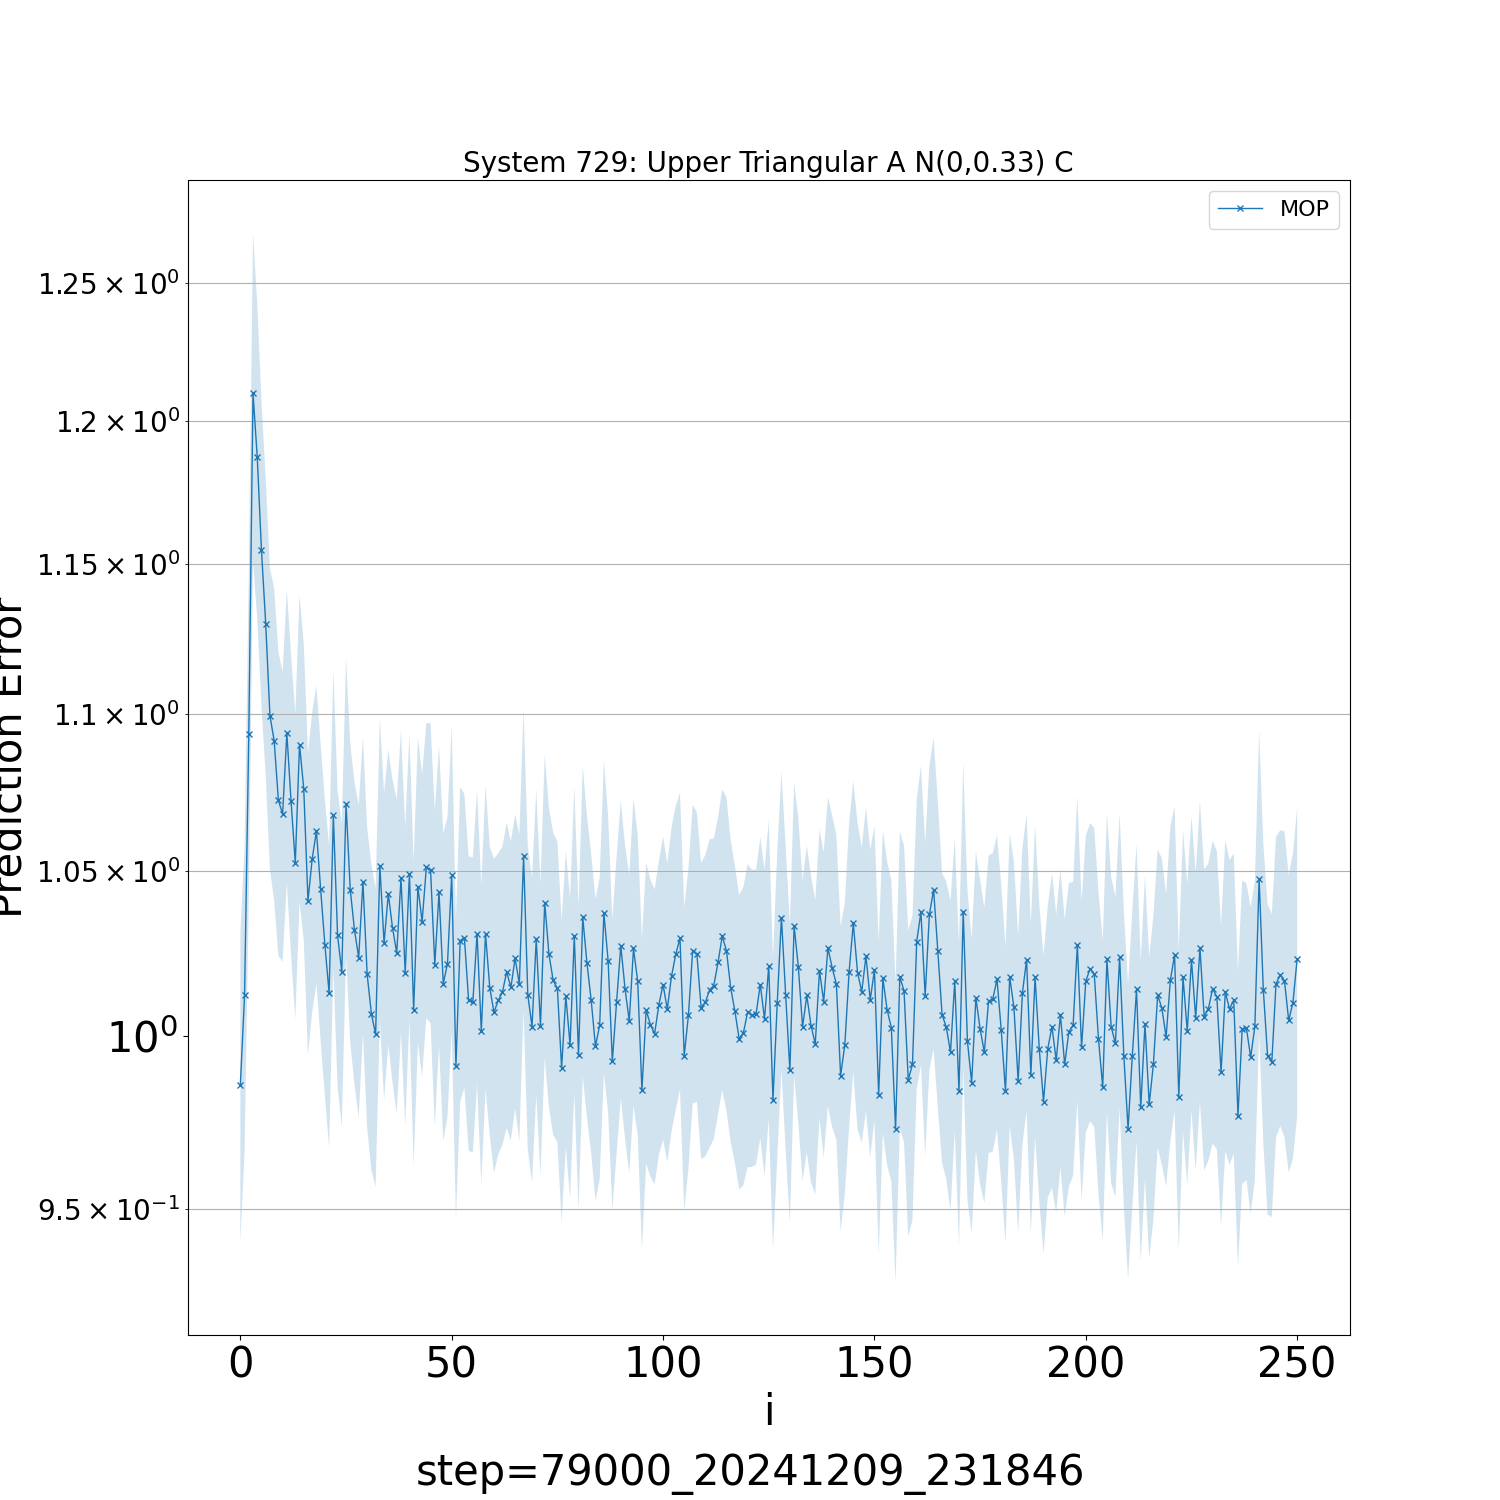 System 729: Upper Triangular A N(0,0.33) C
MOP
1.25 × 10⁰
1.2 × 10⁰
1.15 × 10⁰
1.1 × 10⁰
1.05 × 10⁰
10⁰
9.5 × 10⁻¹
Prediction Error
0 50 100 150 200 250
i
step=79000_20241209_231846